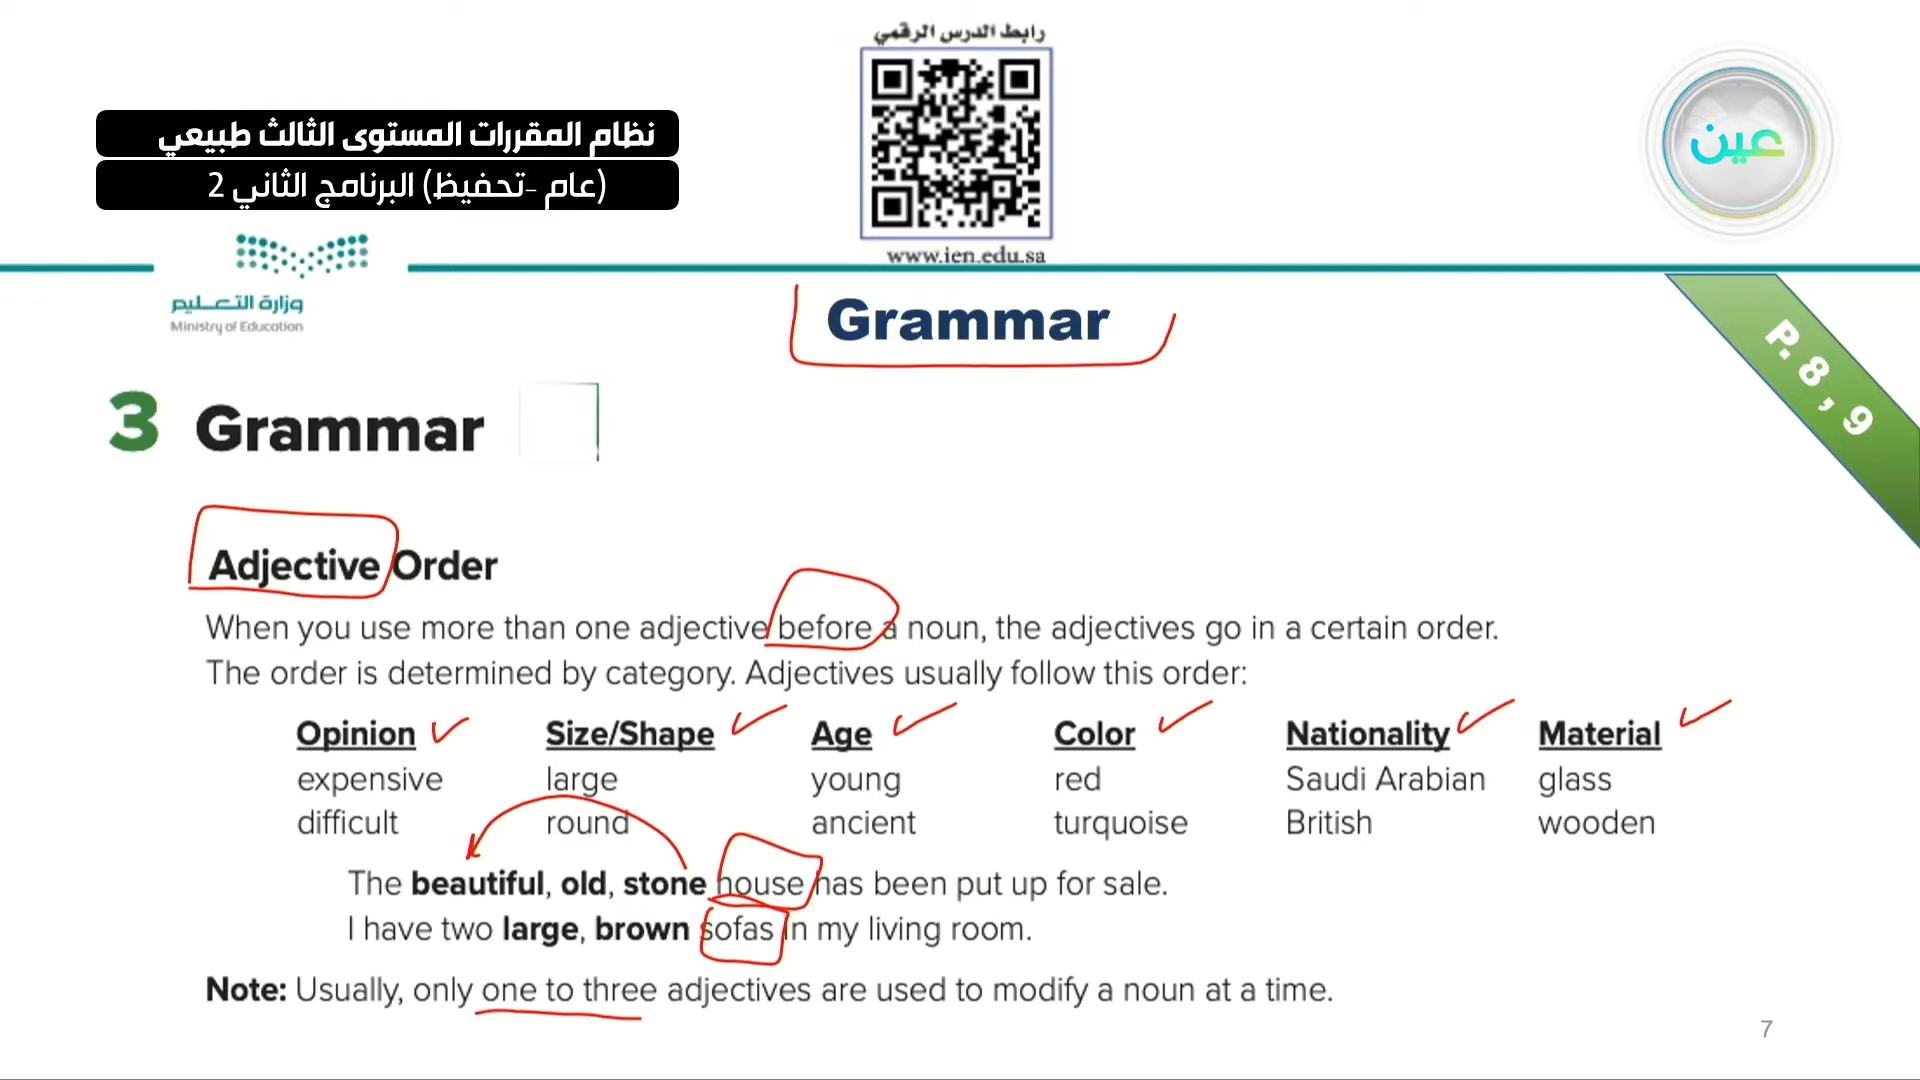 رابط الدرس الرقمي
نظام المقررات المستوى الثالث طبيعي
(عام -تحفيظ) البرنامج الثاني 2
عين
www.ien.edu.sa
وزارة التعليم
Ministry of Education
Grammar
P. 8 , 9
3 Grammar
Adjective Order
When you use more than one adjective before a noun, the adjectives go in a certain order.
The order is determined by category. Adjectives usually follow this order:
Opinion Size/Shape Age Color Nationality Material
expensive large young red Saudi Arabian glass
difficult round ancient turquoise British wooden
The beautiful, old, stone house has been put up for sale.
I have two large, brown sofas in my living room.
Note: Usually, only one to three adjectives are used to modify a noun at a time.
7